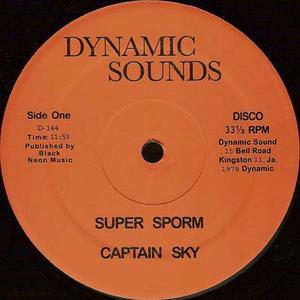 DYNAMIC
SOUNDS
Side One
D-144
Time: 11:53
Published by
Black
Neon Music
DISCO
33⅓ RPM
Dynamic Sound
15 Bell Road
Kingston 11, Ja.
1978 Dynamic
SUPER SPORM
CAPTAIN SKY